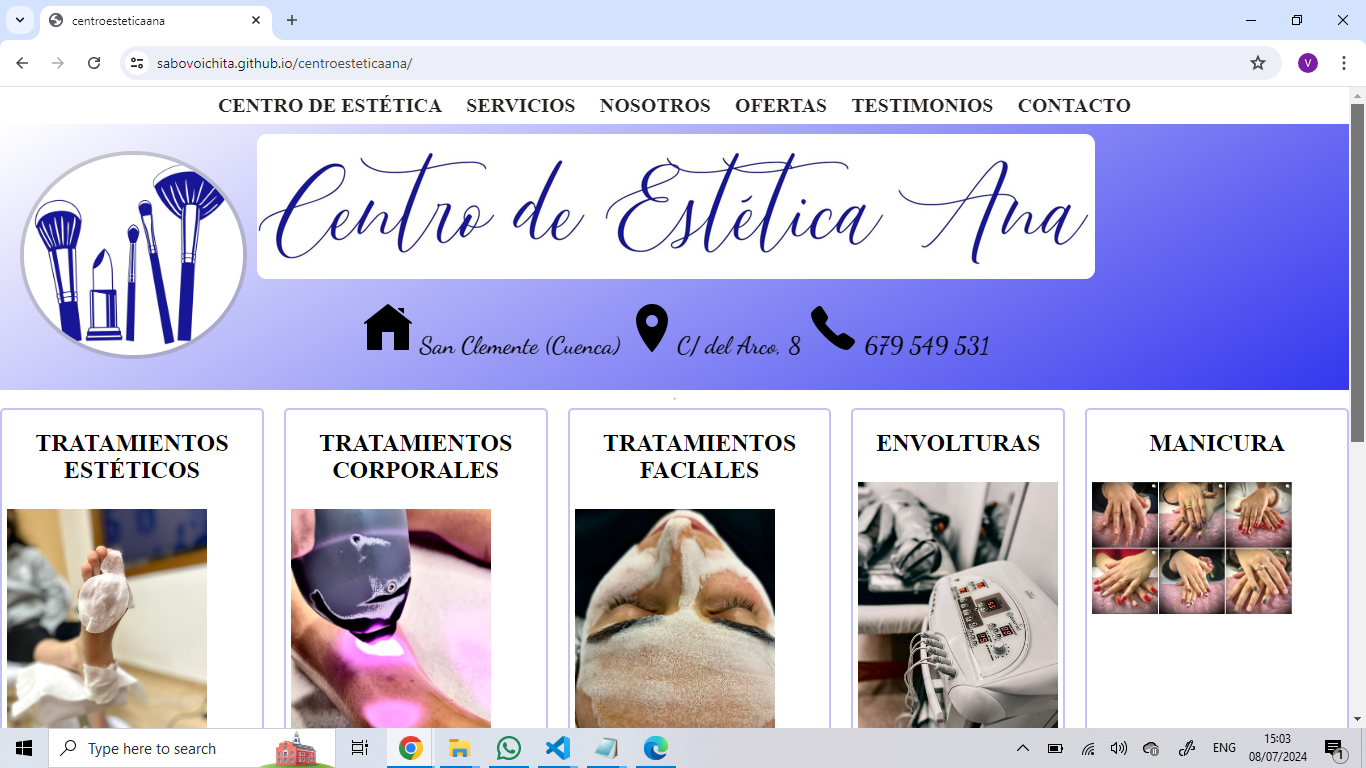 centroesteticaana
sabovoichita.github.io/centroesteticaana/
V
CENTRO DE ESTÉTICA SERVICIOS NOSOTROS OFERTAS TESTIMONIOS CONTACTO
Centro de Estética Ana
San Clemente (Cuenca) C/ del Arco, 8 679 549 531
TRATAMIENTOS
ESTÉTICOS
TRATAMIENTOS
CORPORALES
TRATAMIENTOS
FACIALES
ENVOLTURAS
MANICURA
Type here to search
ENG
15:03
08/07/2024
1